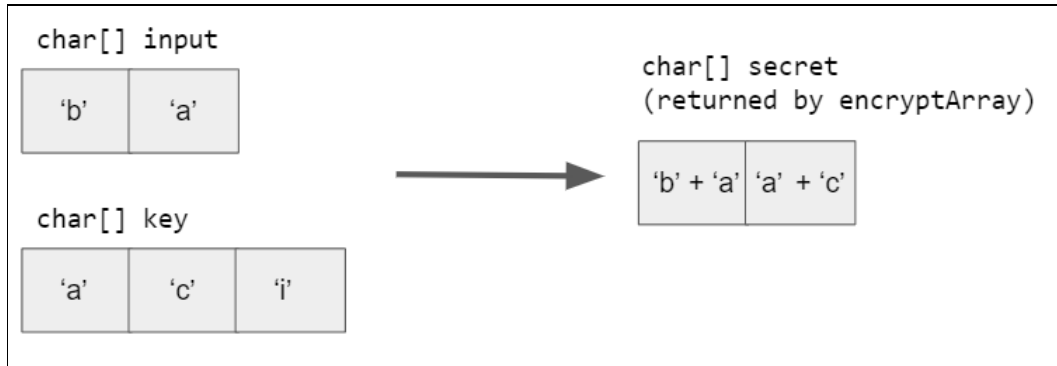 char[] input
‘b’ ‘a’
char[] key
‘a’ ‘c’ ‘i’
char[] secret
(returned by encryptArray)
‘b’ + ‘a’ ‘a’ + ‘c’